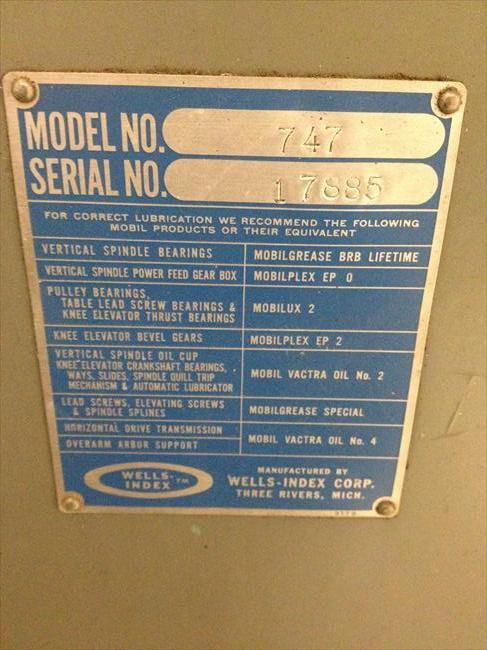 MODEL NO. 747
SERIAL NO. 17885
FOR CORRECT LUBRICATION WE RECOMMEND THE FOLLOWING
MOBIL PRODUCTS OR THEIR EQUIVALENT
VERTICAL SPINDLE BEARINGS MOBILGREASE BRB LIFETIME
VERTICAL SPINDLE POWER FEED GEAR BOX MOBILPLEX EP 0
PULLEY BEARINGS,
TABLE LEAD SCREW BEARINGS & MOBILUX 2
KNEE ELEVATOR THRUST BEARINGS
KNEE ELEVATOR BEVEL GEARS MOBILPLEX EP 2
VERTICAL SPINDLE OIL CUP
KNEE ELEVATOR CRANKSHAFT BEARINGS,
WAYS, SLIDES, SPINDLE QUILL TRIP MOBIL VACTRA OIL No. 2
MECHANISM & AUTOMATIC LUBRICATOR
LEAD SCREWS, ELEVATING SCREWS
& SPINDLE SPLINES MOBILGREASE SPECIAL
HORIZONTAL DRIVE TRANSMISSION
OVERARM ARBOR SUPPORT MOBIL VACTRA OIL No. 4
WELLS-
INDEX TM
MANUFACTURED BY
WELLS-INDEX CORP.
THREE RIVERS, MICH.